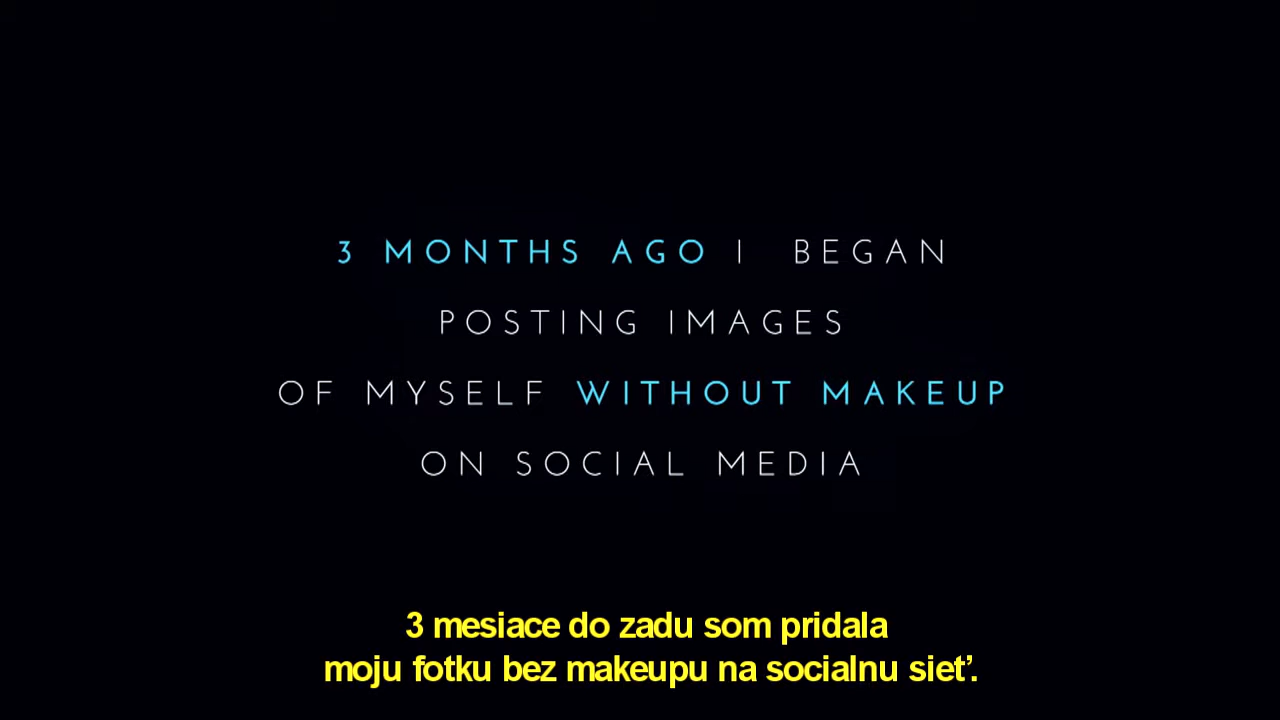 3 MONTHS AGO I BEGAN
POSTING IMAGES
OF MYSELF WITHOUT MAKEUP
ON SOCIAL MEDIA
3 mesiace do zadu som pridala
moju fotku bez makeupu na socialnu sieť.